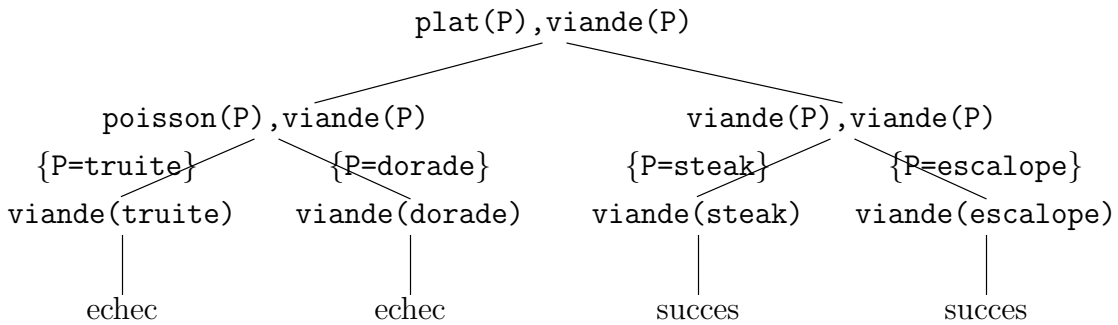 plat(P),viande(P)
poisson(P),viande(P) viande(P),viande(P)
{P=truite} {P=dorade} {P=steak} {P=escalope}
viande(truite) viande(dorade) viande(steak) viande(escalope)
echec echec succes succes